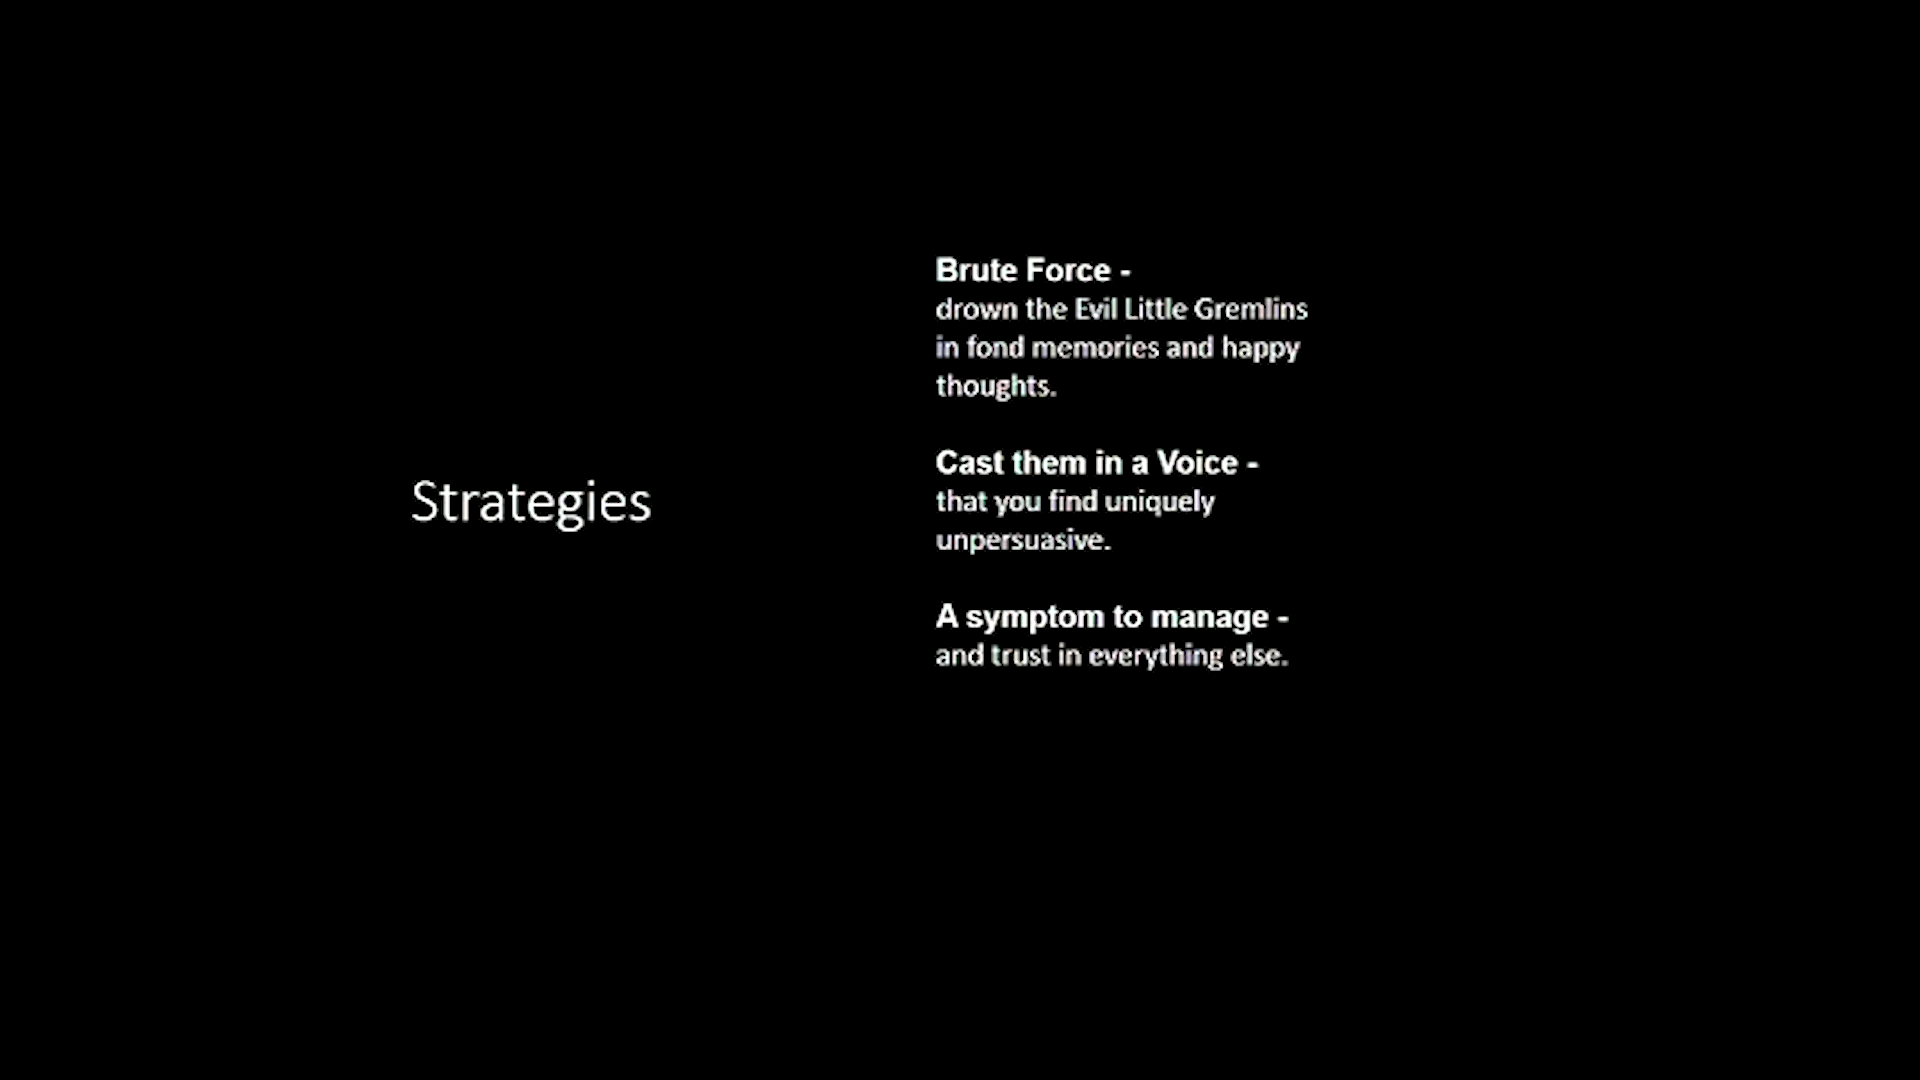 Strategies
Brute Force -
drown the Evil Little Gremlins
in fond memories and happy
thoughts.
Cast them in a Voice -
that you find uniquely
unpersuasive.
A symptom to manage -
and trust in everything else.